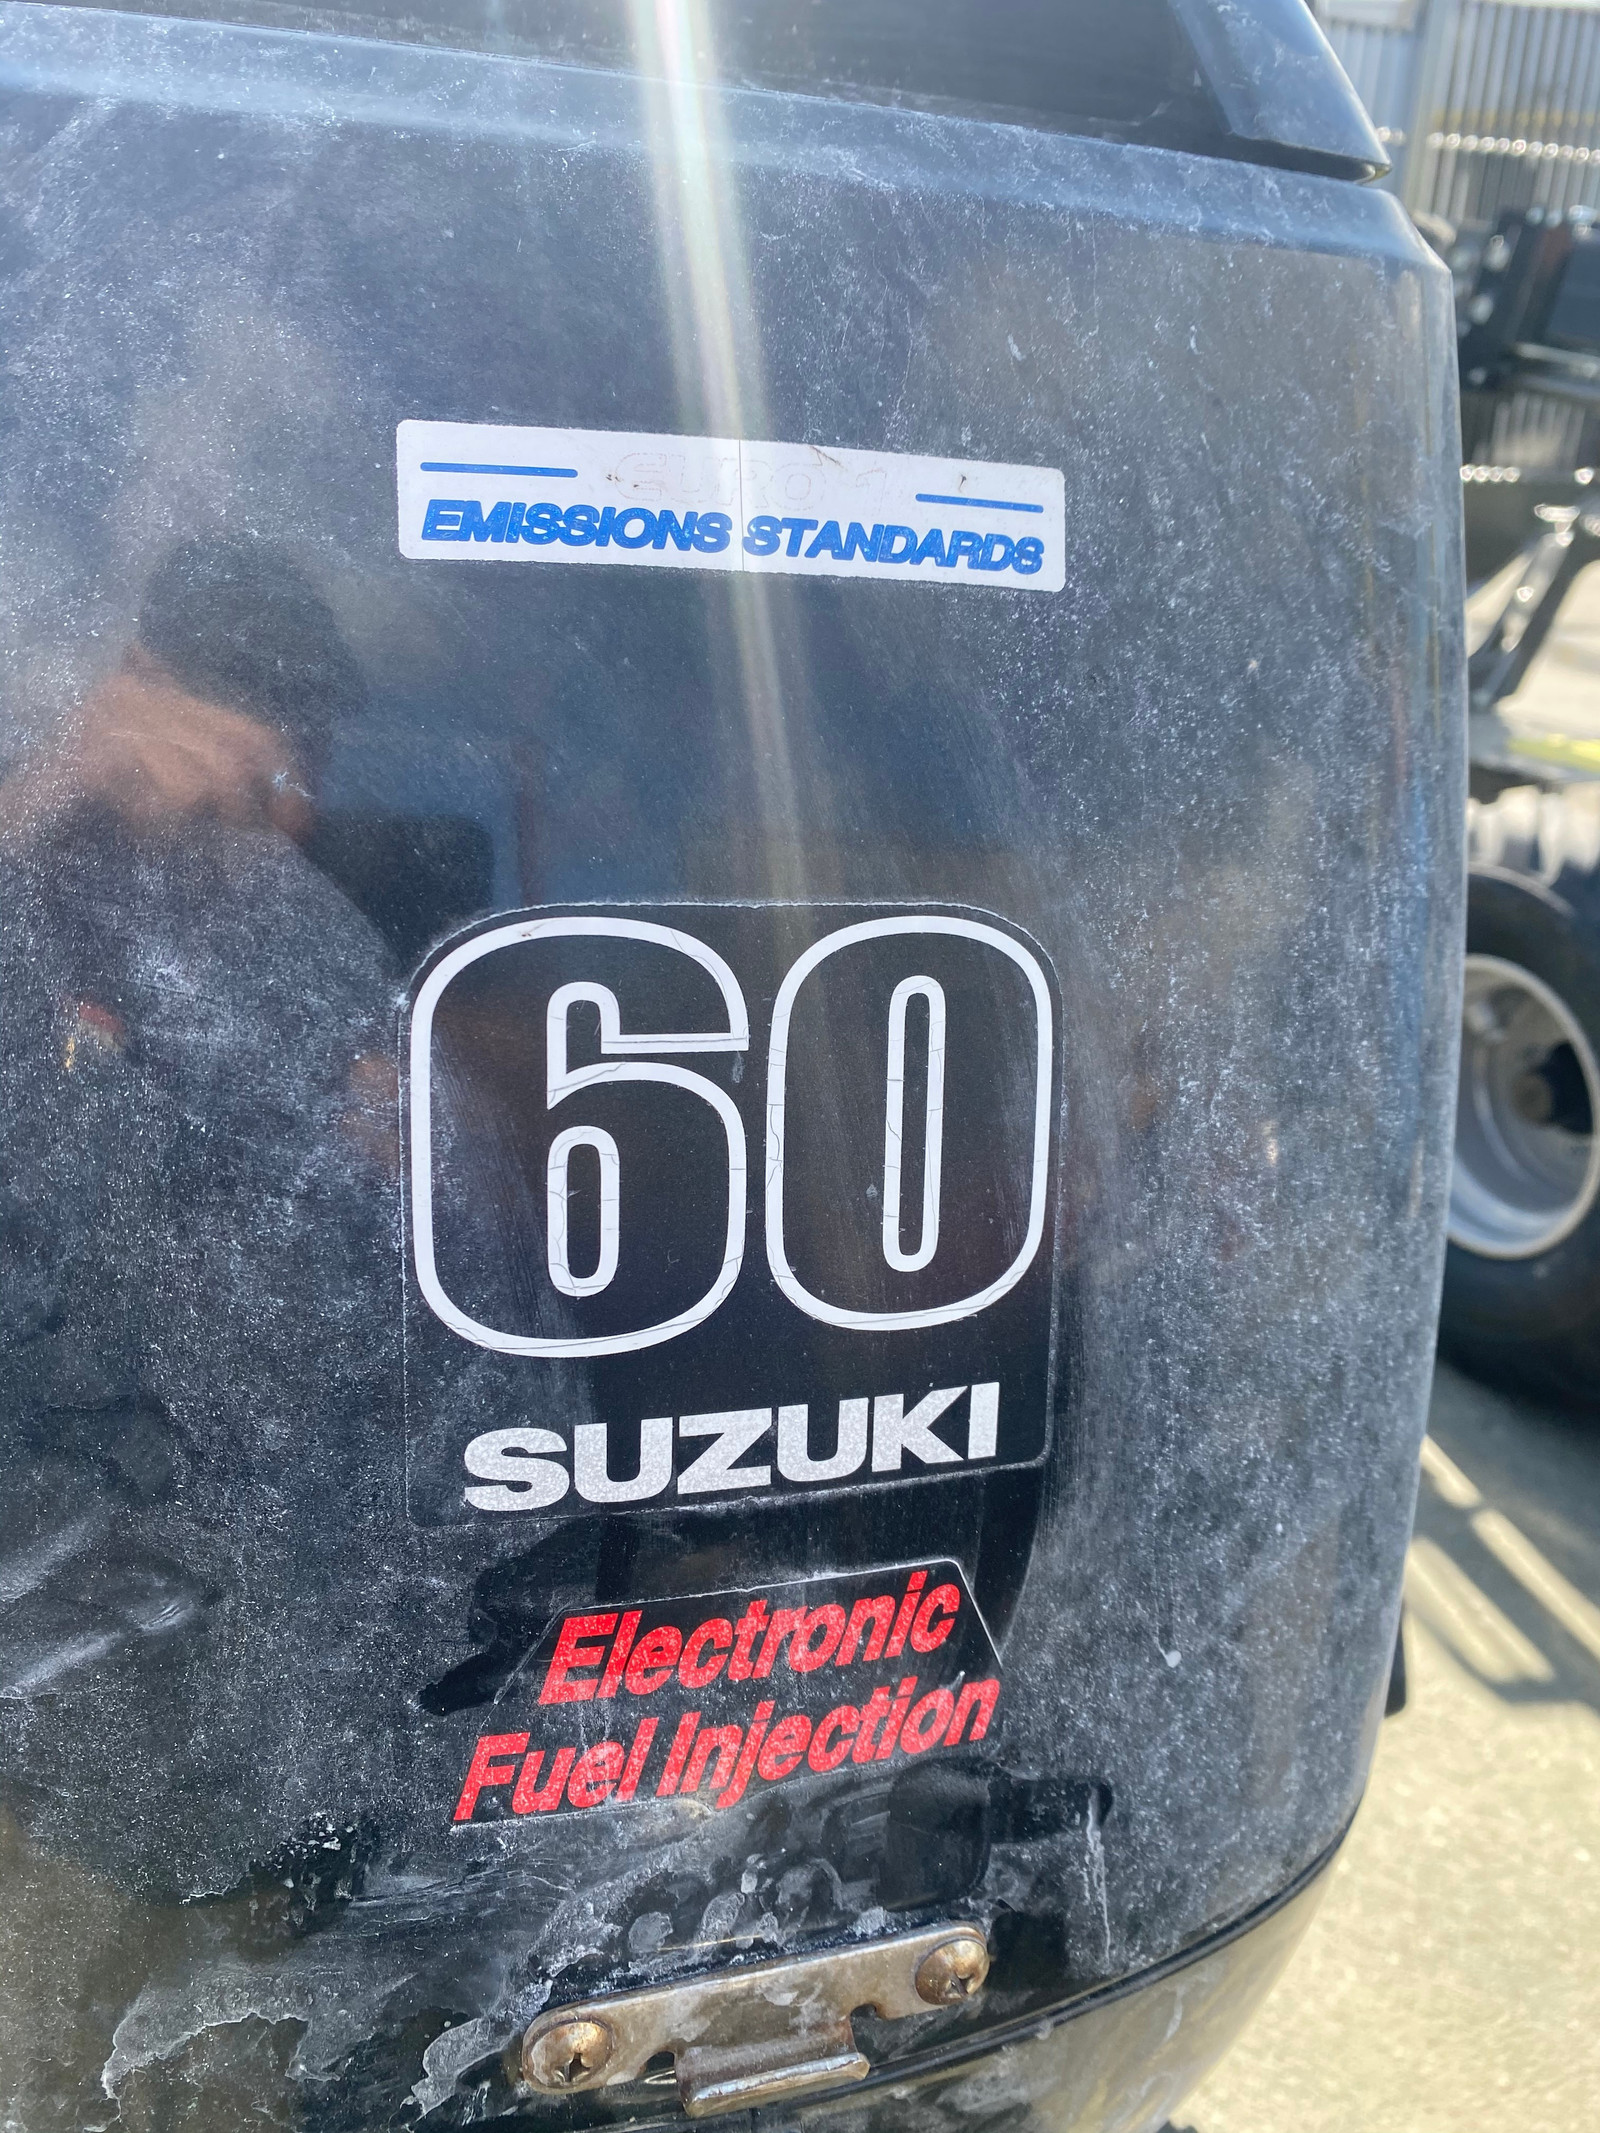 EURO 1
EMISSIONS STANDARDS
60
SUZUKI
Electronic
Fuel Injection